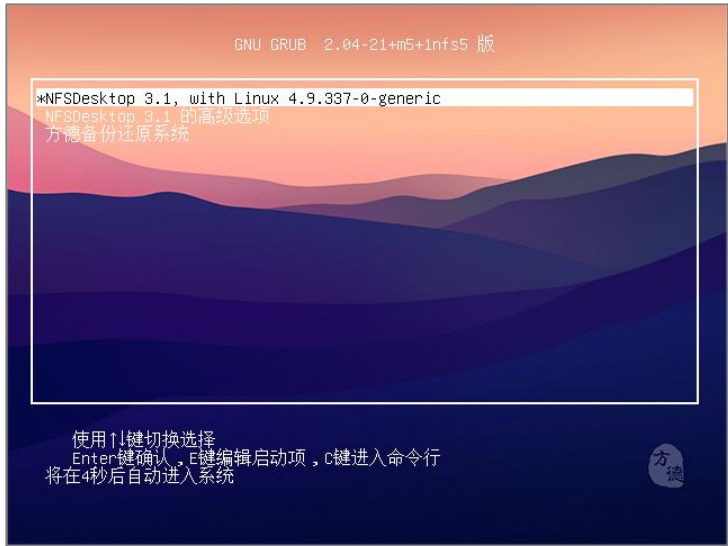 GNU GRUB 2.04-21+m5+1nfs5 版
*NFSDesktop 3.1, with Linux 4.9.337-0-generic
NFSDesktop 3.1 的高级选项
方德备份还原系统
使用↑↓键切换选择
Enter键确认，E键编辑启动项，C键进入命令行
将在4秒后自动进入系统
方德